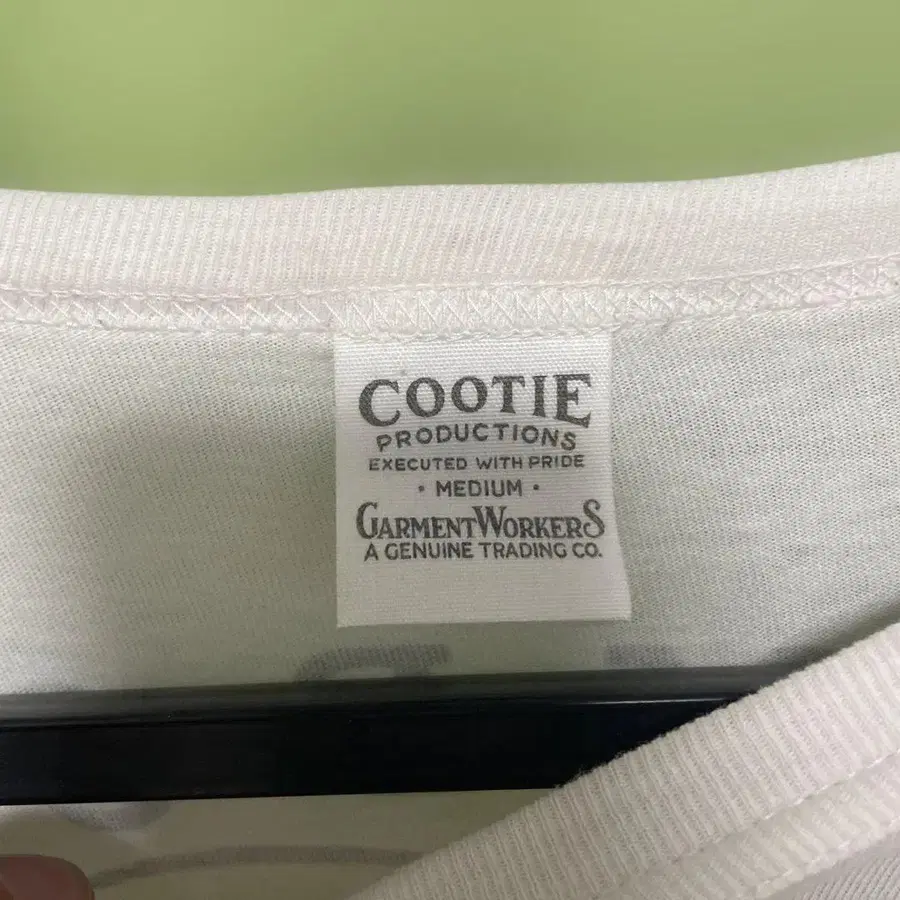 COOTIE
PRODUCTIONS
EXECUTED WITH PRIDE
• MEDIUM •
GARMENTWORKERS
A GENUINE TRADING CO.